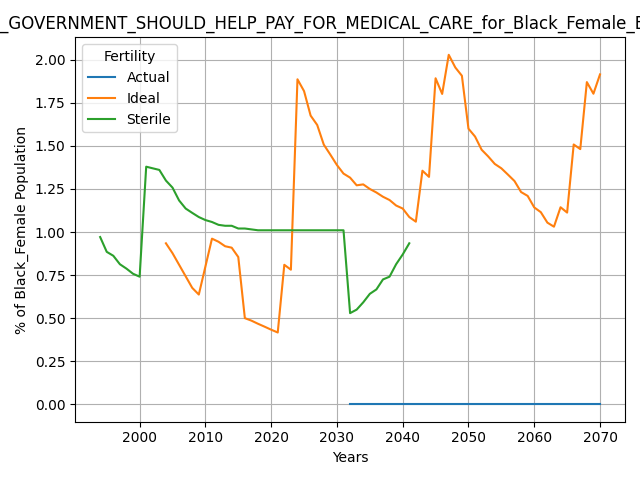 _GOVERNMENT_SHOULD_HELP_PAY_FOR_MEDICAL_CARE_for_Black_Female_
Fertility
Actual
Ideal
Sterile
% of Black_Female Population
2.00
1.75
1.50
1.25
1.00
0.75
0.50
0.25
0.00
2000 2010 2020 2030 2040 2050 2060 2070
Years